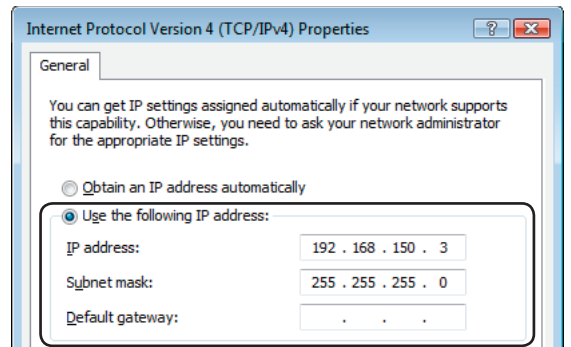 Internet Protocol Version 4 (TCP/IPv4) Properties
General
You can get IP settings assigned automatically if your network supports
this capability. Otherwise, you need to ask your network administrator
for the appropriate IP settings.
Obtain an IP address automatically
Use the following IP address:
IP address: 192 . 168 . 150 . 3
Subnet mask: 255 . 255 . 255 . 0
Default gateway: . . .